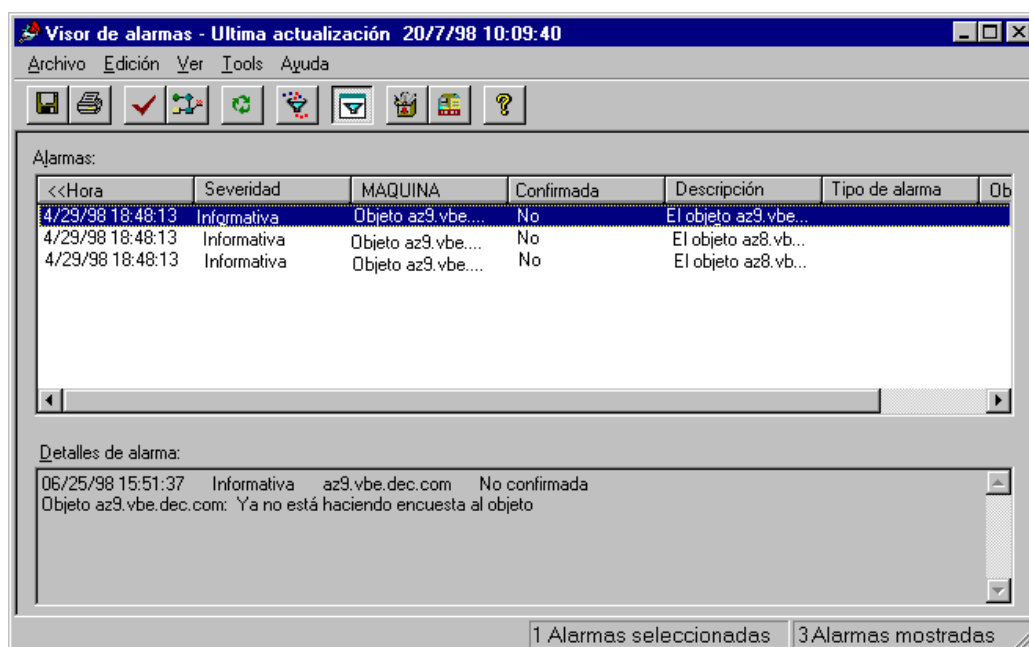 Visor de alarmas - Ultima actualización 20/7/98 10:09:40
Archivo Edición Ver Tools Ayuda
Alarmas:
<<Hora Severidad MAQUINA Confirmada Descripción Tipo de alarma Ob
4/29/98 18:48:13 Informativa Objeto az9.vbe.... No El objeto az9.vbe...
4/29/98 18:48:13 Informativa Objeto az9.vbe.... No El objeto az8.vb...
4/29/98 18:48:13 Informativa Objeto az9.vbe.... No El objeto az8.vb...
Detalles de alarma:
06/25/98 15:51:37 Informativa az9.vbe.dec.com No confirmada
Objeto az9.vbe.dec.com: Ya no está haciendo encuesta al objeto
1 Alarmas seleccionadas 3 Alarmas mostradas